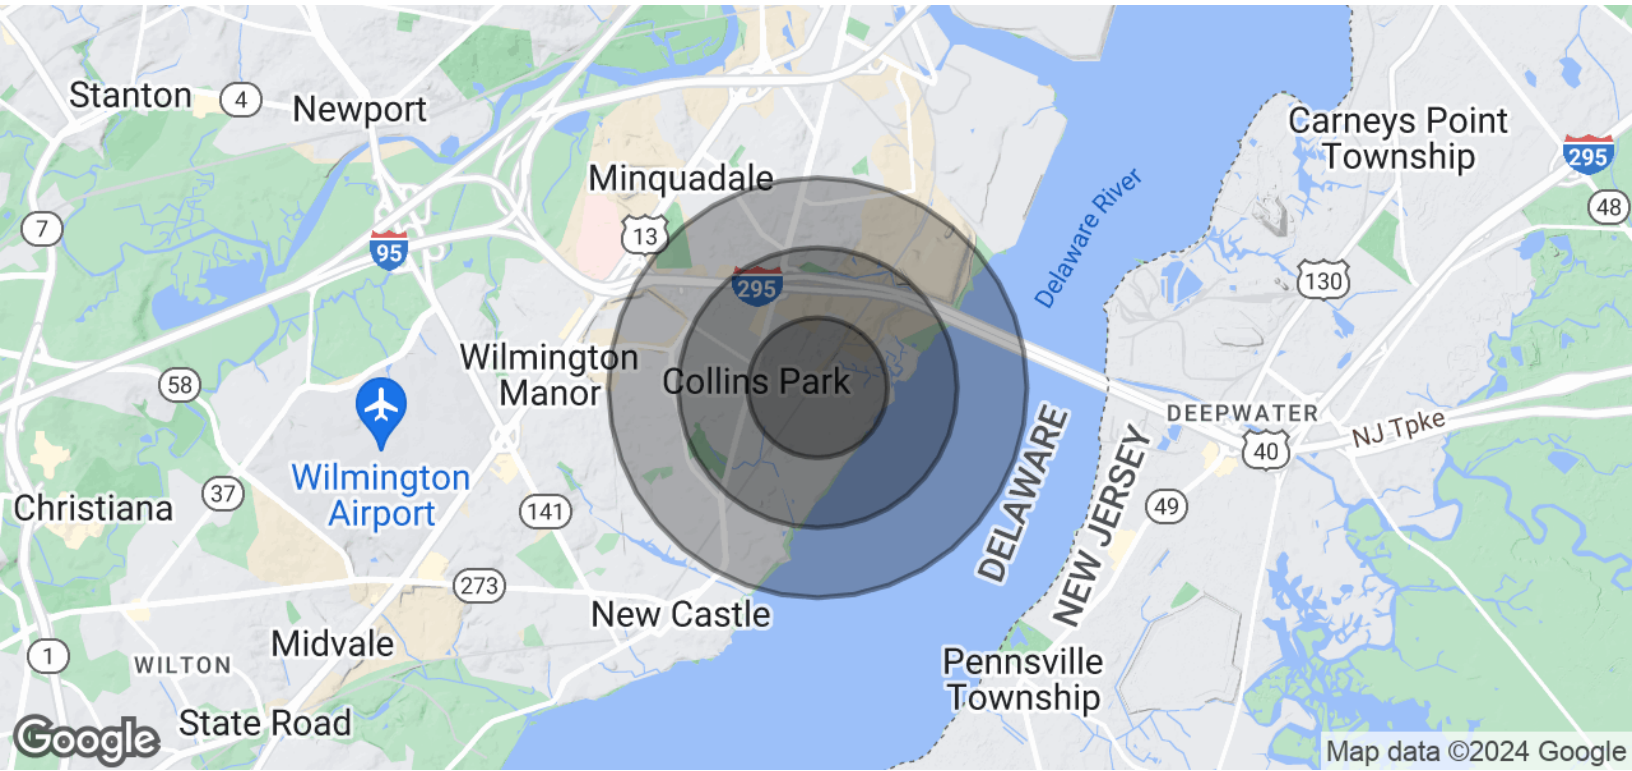 Stanton
4
Newport
Carneys Point
Township
295
Minquadale
48
7
13
95
Delaware River
295
130
Wilmington
Manor
Collins Park
58
DEEPWATER
NJ Tpke
40
DELAWARE
NEW JERSEY
Wilmington
Airport
37
Christiana
141
49
273
New Castle
Midvale
1
WILTON
Pennsville
Township
State Road
Google
Map data ©2024 Google